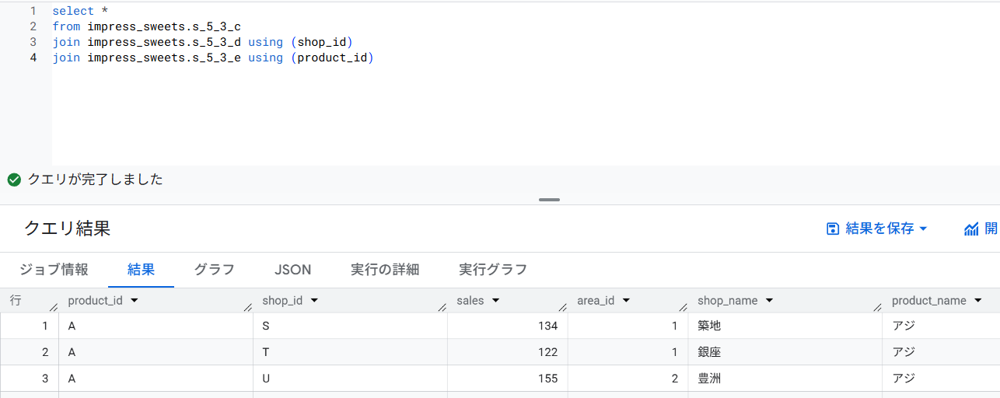 1 select *
2 from impress_sweets.s_5_3_c
3 join impress_sweets.s_5_3_d using (shop_id)
4 join impress_sweets.s_5_3_e using (product_id)
クエリが完了しました
クエリ結果
結果を保存 開
ジョブ情報 結果 グラフ JSON 実行の詳細 実行グラフ
行 product_id shop_id sales area_id shop_name product_name
1 A S 134 1 築地 アジ
2 A T 122 1 銀座 アジ
3 A U 155 2 豊洲 アジ